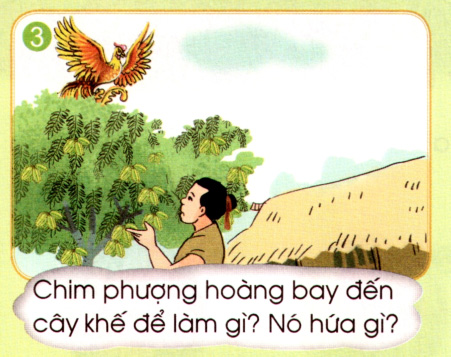 3
Chim phượng hoàng bay đến
cây khế để làm gì? Nó hứa gì?